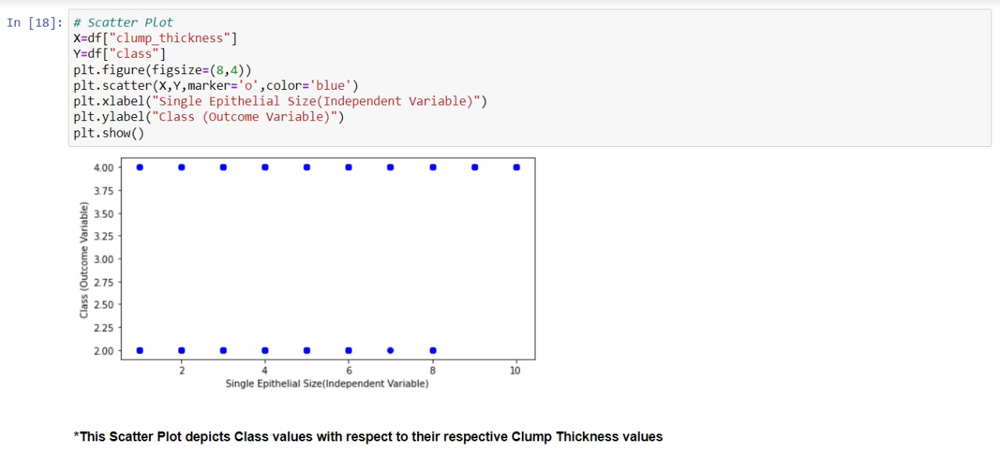 In [18]: # Scatter Plot
X=df["clump_thickness"]
Y=df["class"]
plt.figure(figsize=(8,4))
plt.scatter(X,Y,marker='o',color='blue')
plt.xlabel("Single Epithelial Size(Independent Variable)")
plt.ylabel("Class (Outcome Variable)")
plt.show()
Class (Outcome Variable)
4.00
3.75
3.50
3.25
3.00
2.75
2.50
2.25
2.00
2 4 6 8 10
Single Epithelial Size(Independent Variable)
*This Scatter Plot depicts Class values with respect to their respective Clump Thickness values